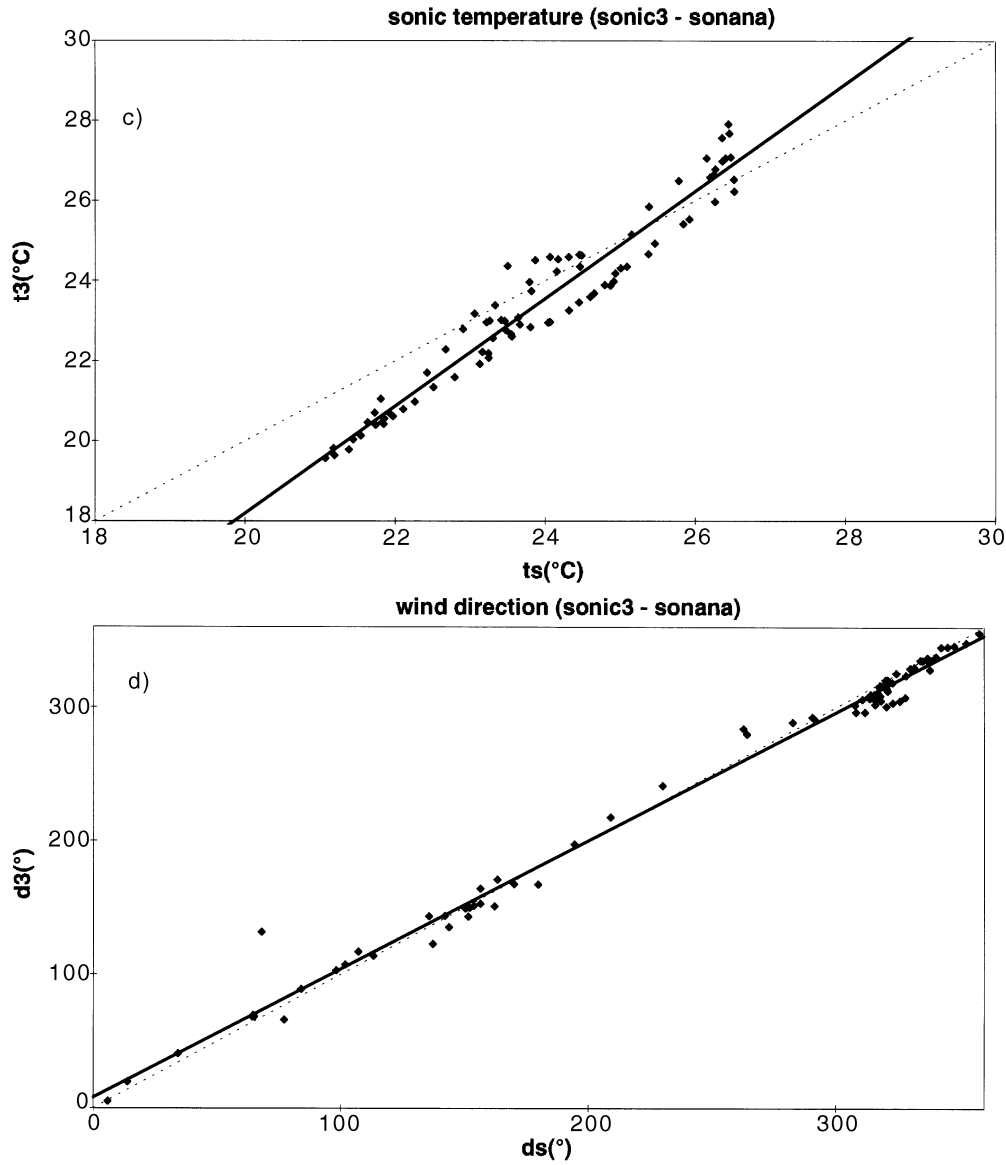 sonic temperature (sonic3 - sonana)
30
c)
28
26
t3(°C)
24
22
20
18
18 20 22 24 26 28 30
ts(°C)
wind direction (sonic3 - sonana)
d)
300
200
d3(°)
100
0
0 100 200 300
ds(°)